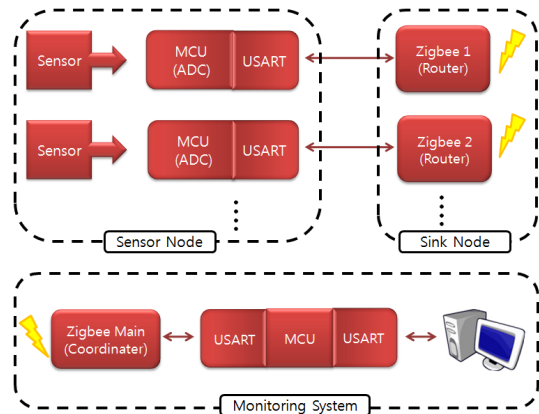 Sensor
MCU
(ADC)
USART
Zigbee 1
(Router)
Sensor
MCU
(ADC)
USART
Zigbee 2
(Router)
Sensor Node
Sink Node
Zigbee Main
(Coordinater)
USART
MCU
USART
Monitoring System